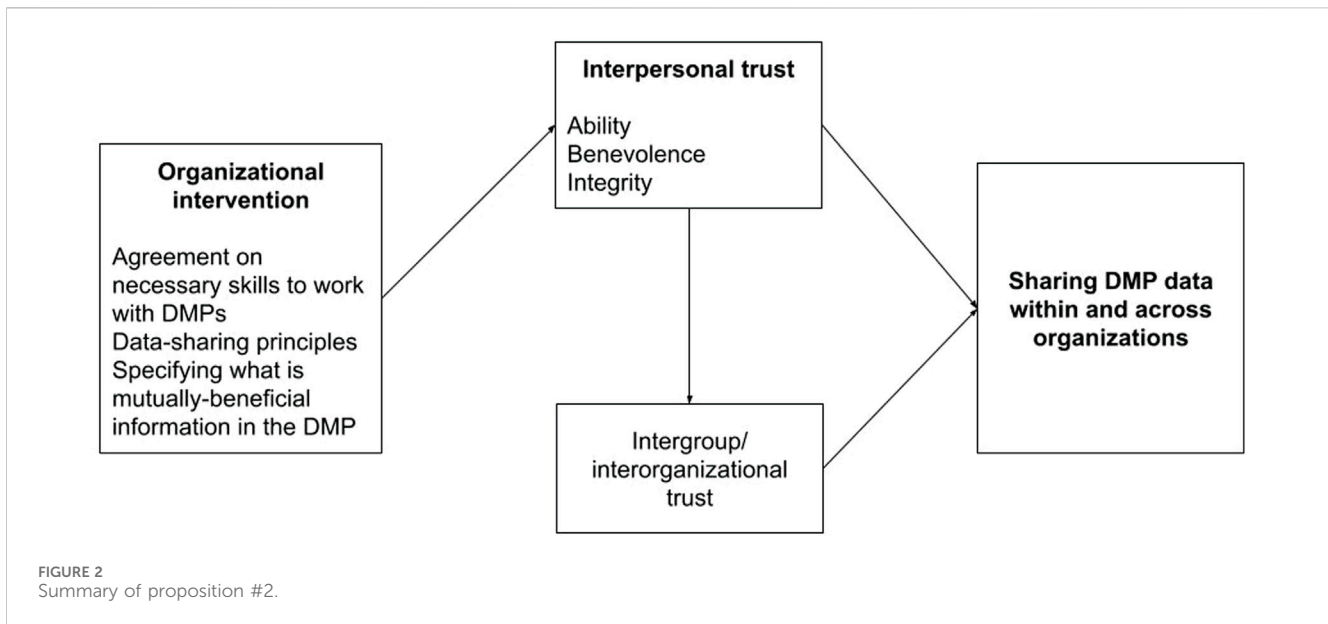 Organizational
intervention
Agreement on
necessary skills to work
with DMPs
Data-sharing principles
Specifying what is
mutually-beneficial
information in the DMP
Interpersonal trust
Ability
Benevolence
Integrity
Intergroup/
interorganizational
trust
Sharing DMP data
within and across
organizations
FIGURE 2
Summary of proposition #2.